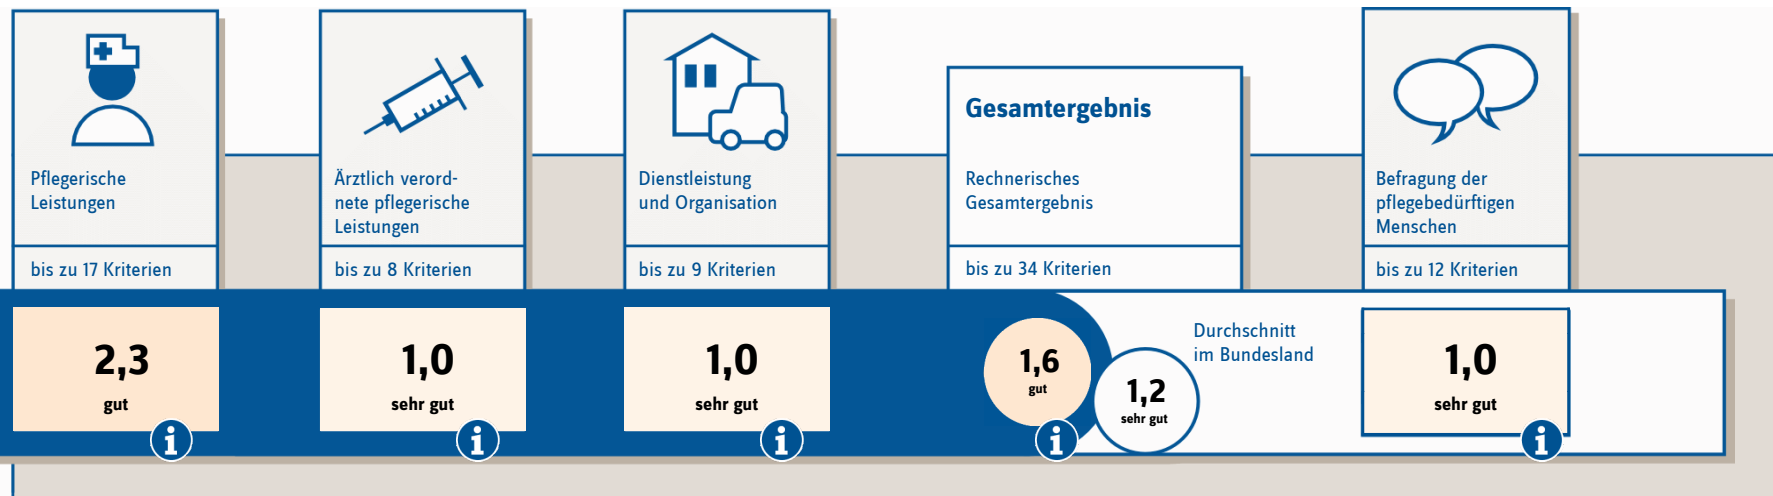 Pflegerische
Leistungen
bis zu 17 Kriterien
2,3
gut
i
Ärztlich verord-
nete pflegerische
Leistungen
bis zu 8 Kriterien
1,0
sehr gut
i
Dienstleistung
und Organisation
bis zu 9 Kriterien
1,0
sehr gut
i
Gesamtergebnis
Rechnerisches
Gesamtergebnis
bis zu 34 Kriterien
1,6
gut
i
Durchschnitt
im Bundesland
1,2
sehr gut
Befragung der
pflegebedürftigen
Menschen
bis zu 12 Kriterien
1,0
sehr gut
i